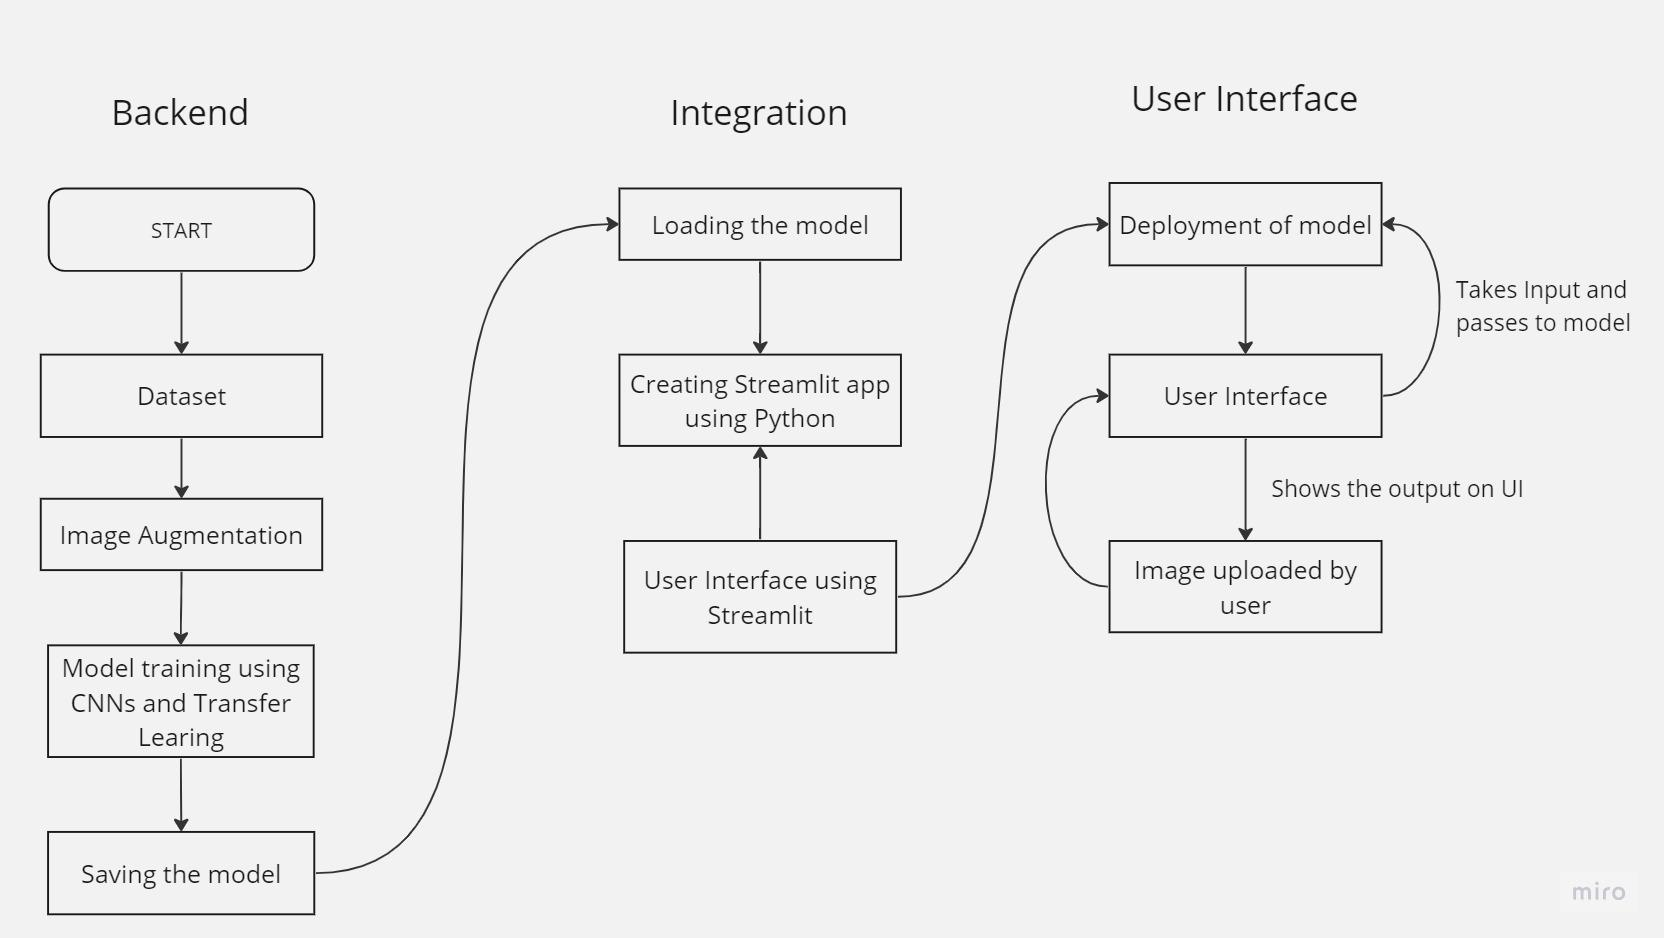 Backend
START
Dataset
Image Augmentation
Model training using
CNNs and Transfer
Learing
Saving the model
Integration
Loading the model
Creating Streamlit app
using Python
User Interface using
Streamlit
User Interface
Deployment of model
Takes Input and
passes to model
User Interface
Shows the output on UI
Image uploaded by
user
miro